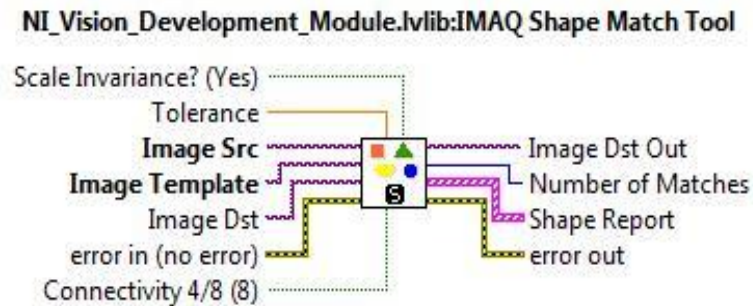 NI_Vision_Development_Module.lvlib:IMAQ Shape Match Tool
Scale Invariance? (Yes)
Tolerance
Image Src
Image Template
Image Dst
error in (no error)
Connectivity 4/8 (8)
S
Image Dst Out
Number of Matches
Shape Report
error out